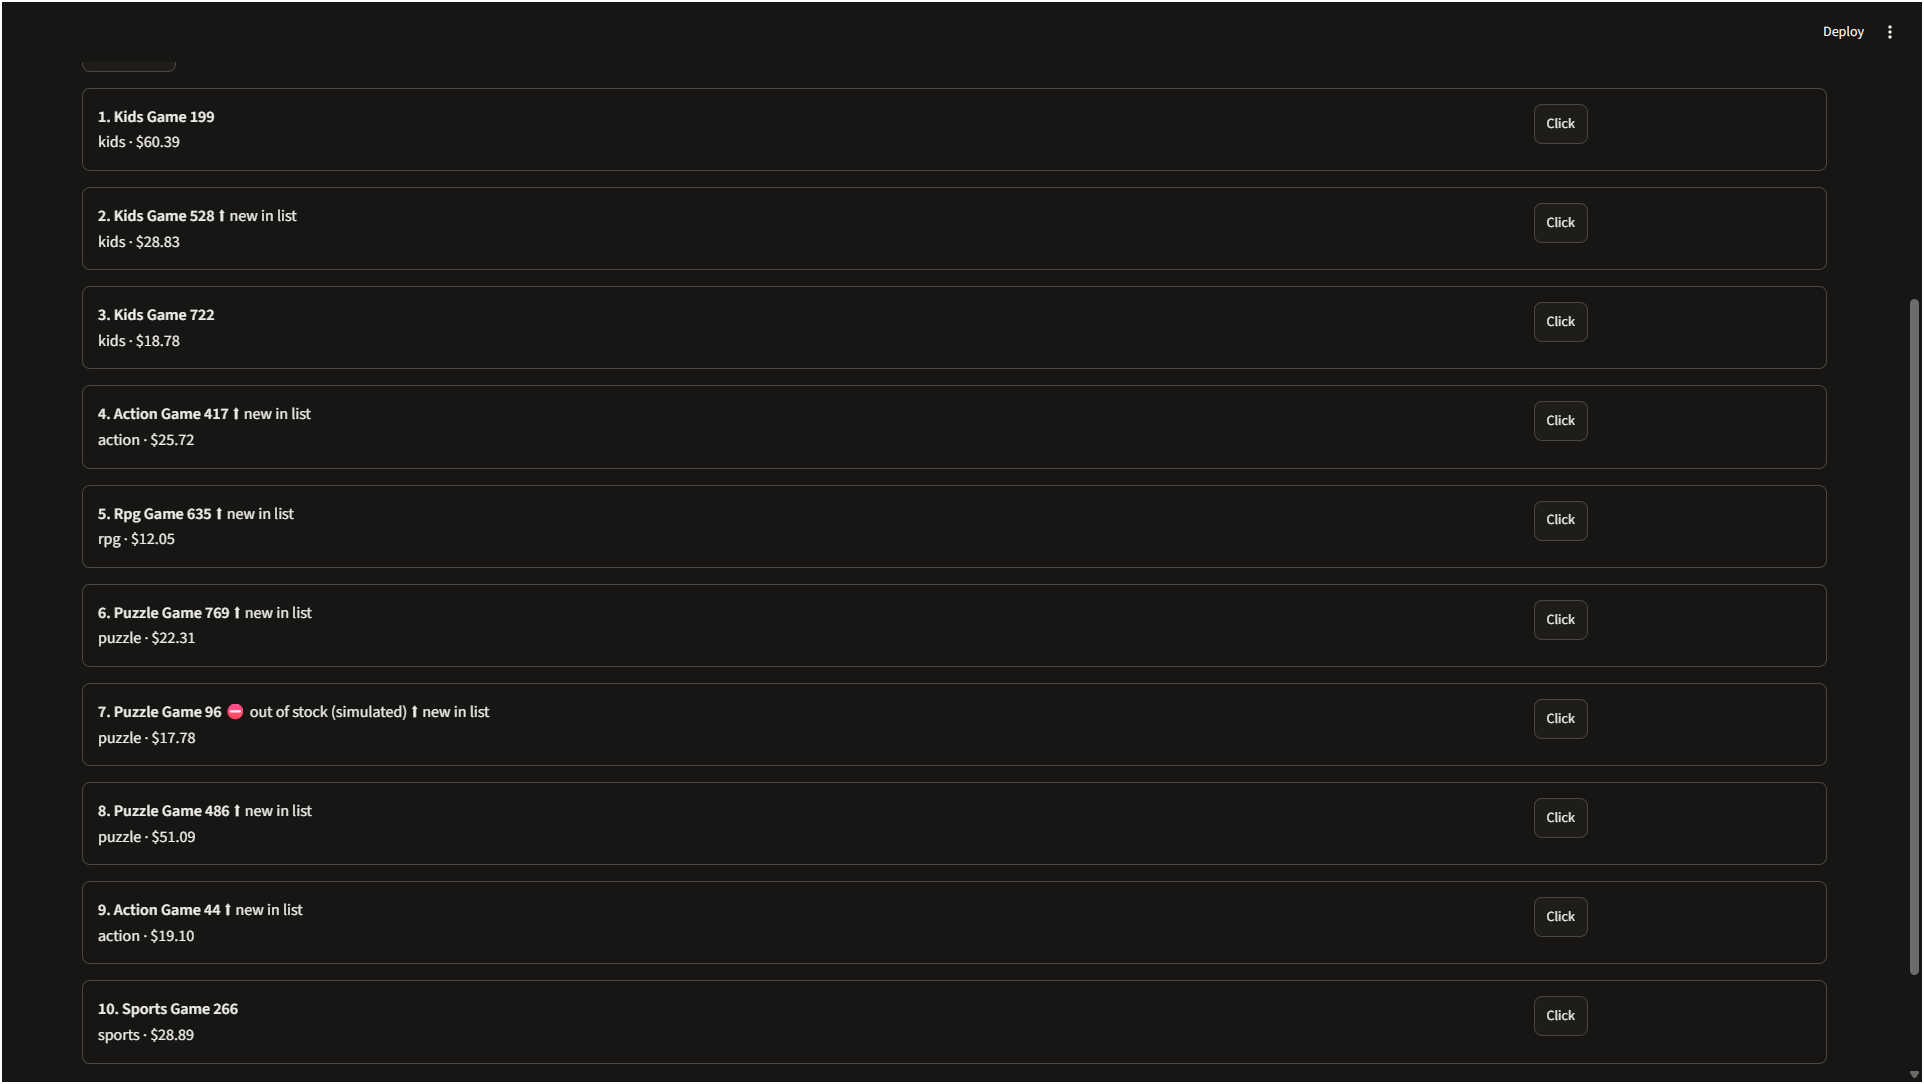 Deploy
1. Kids Game 199
kids · $60.39
Click
2. Kids Game 528 ⬆ new in list
kids · $28.83
Click
3. Kids Game 722
kids · $18.78
Click
4. Action Game 417 ⬆ new in list
action · $25.72
Click
5. Rpg Game 635 ⬆ new in list
rpg · $12.05
Click
6. Puzzle Game 769 ⬆ new in list
puzzle · $22.31
Click
7. Puzzle Game 96 ⛔ out of stock (simulated) ⬆ new in list
puzzle · $17.78
Click
8. Puzzle Game 486 ⬆ new in list
puzzle · $51.09
Click
9. Action Game 44 ⬆ new in list
action · $19.10
Click
10. Sports Game 266
sports · $28.89
Click